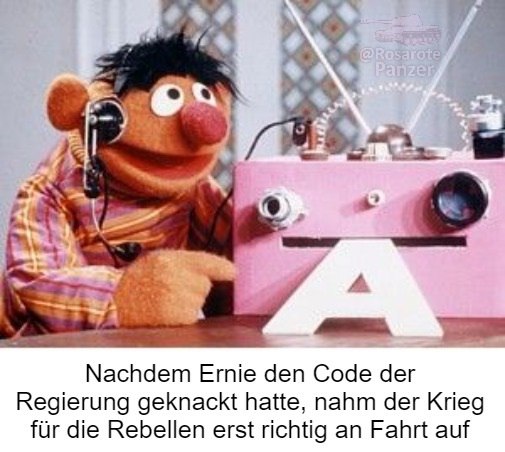 @Rosarote
Panzer
A
Nachdem Ernie den Code der
Regierung geknackt hatte, nahm der Krieg
für die Rebellen erst richtig an Fahrt auf